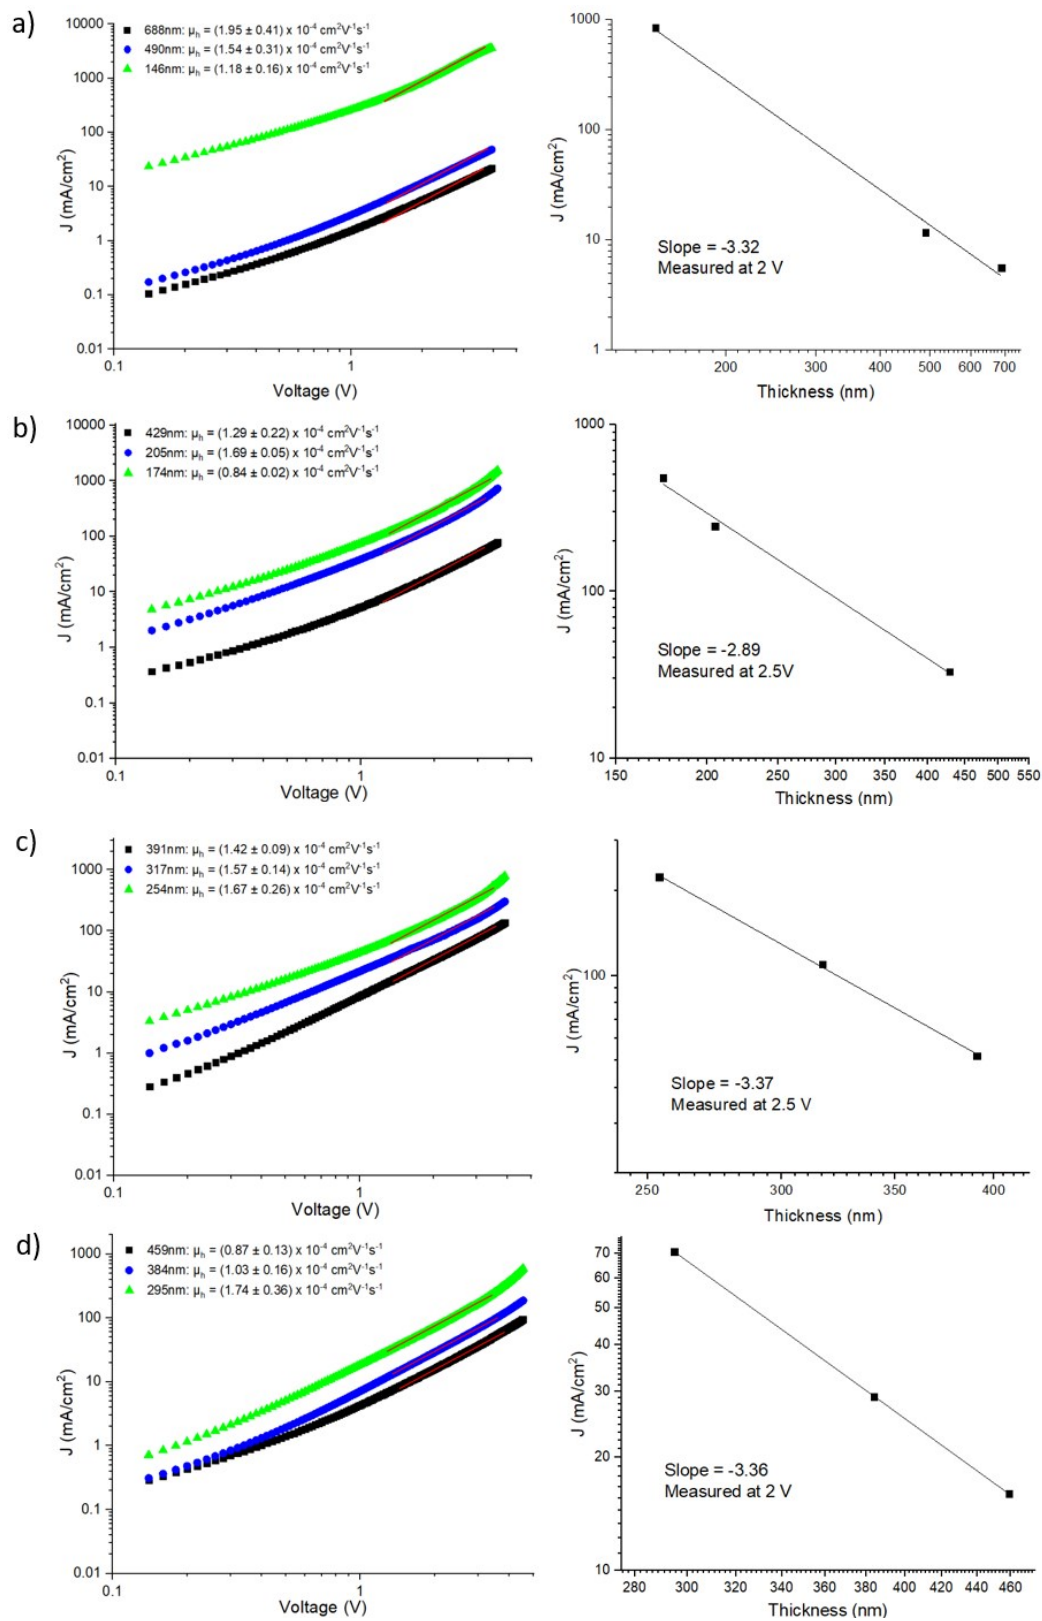 a)
688nm: μh = (1.95 ± 0.41) x 10-4 cm2V-1s-1
490nm: μh = (1.54 ± 0.31) x 10-4 cm2V-1s-1
146nm: μh = (1.18 ± 0.16) x 10-4 cm2V-1s-1
10000
1000
100
10
1
0.1
0.01
J (mA/cm2)
0.1 1
Voltage (V)
1000
100
10
1
J (mA/cm2)
Slope = -3.32
Measured at 2 V
200 300 400 500 600 700
Thickness (nm)
b)
429nm: μh = (1.29 ± 0.22) x 10-4 cm2V-1s-1
205nm: μh = (1.69 ± 0.05) x 10-4 cm2V-1s-1
174nm: μh = (0.84 ± 0.02) x 10-4 cm2V-1s-1
10000
1000
100
10
1
0.1
0.01
J (mA/cm2)
0.1 1
Voltage (V)
1000
100
10
J (mA/cm2)
Slope = -2.89
Measured at 2.5V
150 200 250 300 350 400 450 500 550
Thickness (nm)
c)
391nm: μh = (1.42 ± 0.09) x 10-4 cm2V-1s-1
317nm: μh = (1.57 ± 0.14) x 10-4 cm2V-1s-1
254nm: μh = (1.67 ± 0.26) x 10-4 cm2V-1s-1
1000
100
10
1
0.1
0.01
J (mA/cm2)
0.1 1
Voltage (V)
100
J (mA/cm2)
Slope = -3.37
Measured at 2.5 V
250 300 350 400
Thickness (nm)
d)
459nm: μh = (0.87 ± 0.13) x 10-4 cm2V-1s-1
384nm: μh = (1.03 ± 0.16) x 10-4 cm2V-1s-1
295nm: μh = (1.74 ± 0.36) x 10-4 cm2V-1s-1
1000
100
10
1
0.1
0.01
J (mA/cm2)
0.1 1
Voltage (V)
70
60
50
40
30
20
10
J (mA/cm2)
Slope = -3.36
Measured at 2 V
280 300 320 340 360 380 400 420 440 460
Thickness (nm)